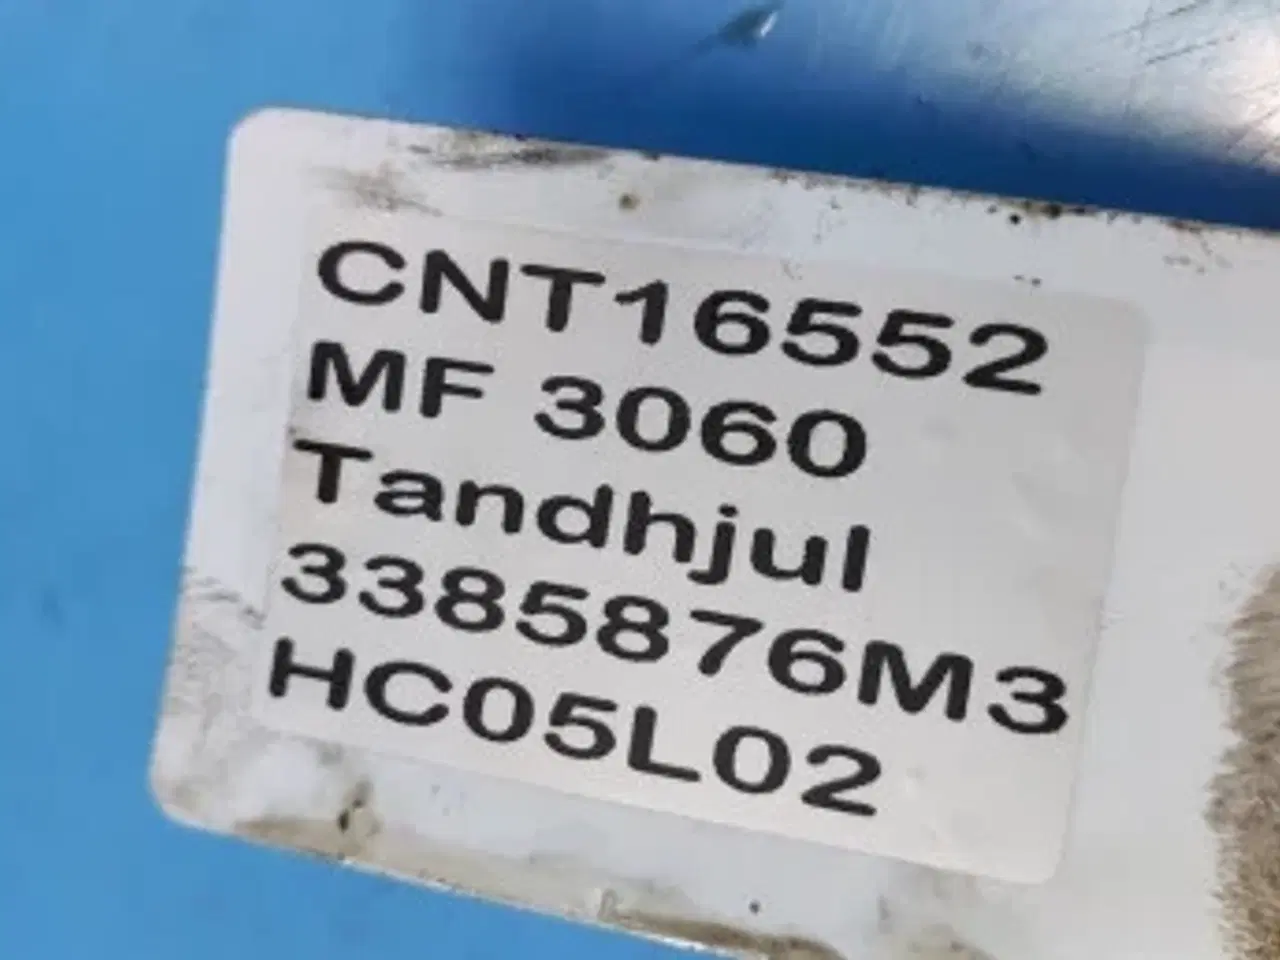 CNT16552
MF 3060
Tandhjul
3385876M3
HC05L02